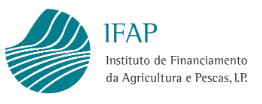 IFAP
Instituto de Financiamento
da Agricultura e Pescas, I.P.